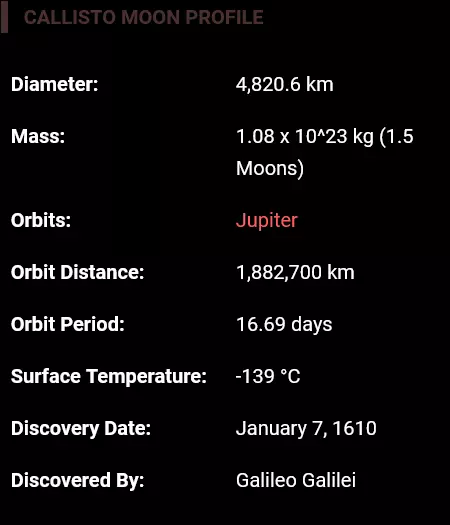 CALLISTO MOON PROFILE
Diameter: 4,820.6 km
Mass: 1.08 x 10^23 kg (1.5
Moons)
Orbits: Jupiter
Orbit Distance: 1,882,700 km
Orbit Period: 16.69 days
Surface Temperature: -139 °C
Discovery Date: January 7, 1610
Discovered By: Galileo Galilei